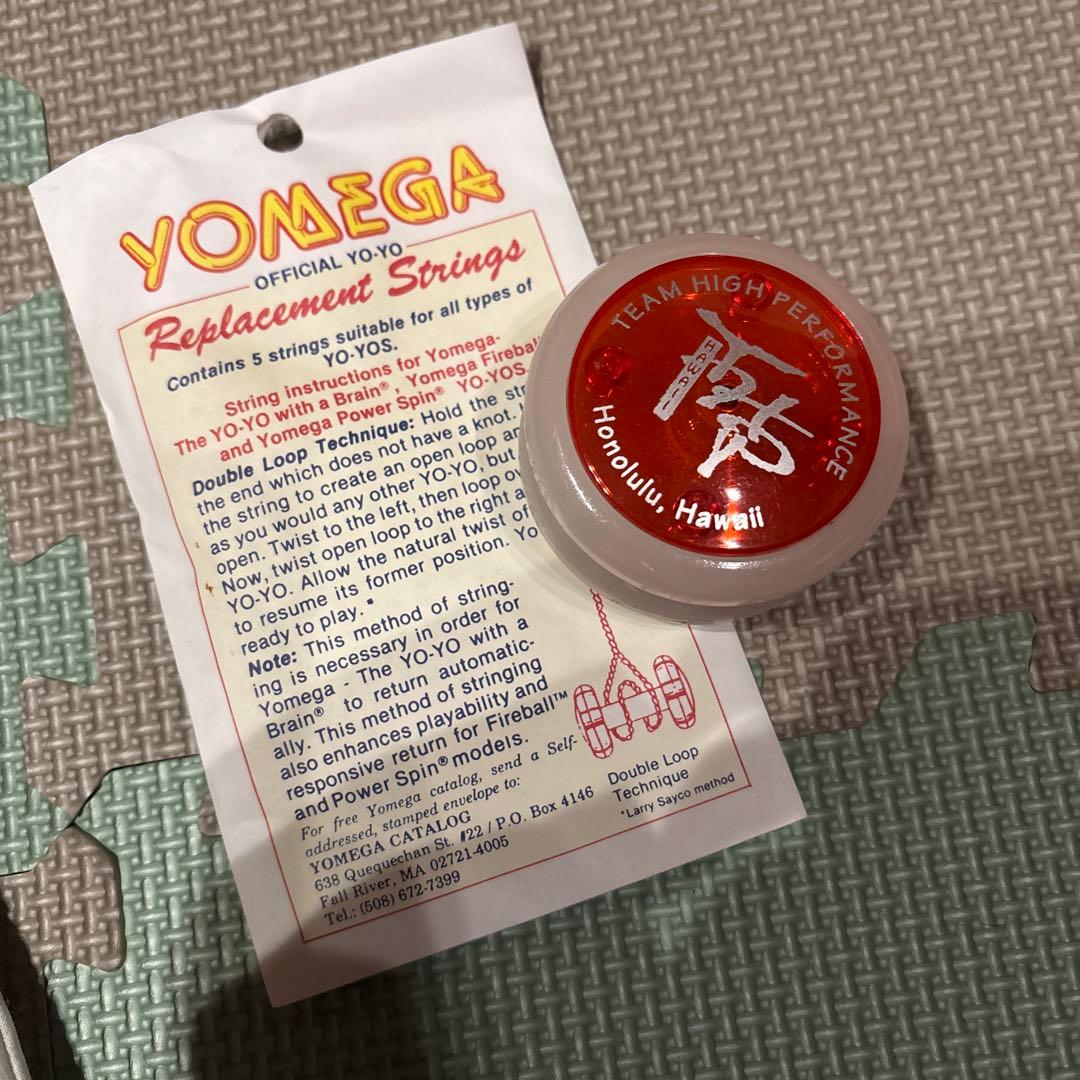 YOMEGA
OFFICIAL YO-YO
Replacement Strings
Contains 5 strings suitable for all types of
YO-YOS.
String instructions for Yomega-
The YO-YO with a Brain®, Yomega Fireball
and Yomega Power Spin® YO-YOS.
Double Loop Technique: Hold the
the end which does not have a knot.
the string to create an open loop
as you would any other YO-YO, but
open. Twist to the left, then loop
Now, twist open loop to the right
YO-YO. Allow the natural twist of
to resume its former position.
ready to play.*
Note: This method of string-
ing is necessary in order for
Yomega - The YO-YO with a
Brain® to return automatic-
ally. This method of stringing
also enhances playability and
responsive return for Fireball™
and Power Spin® models.
For free Yomega catalog, send a Self-
addressed, stamped envelope to:
YOMEGA CATALOG
638 Quequechan St. #22 / P.O. Box 4146
Fall River, MA 02721-4005
Tel.: (508) 672-7399
Double Loop
Technique
*Larry Sayco method
TEAM HIGH PERFORMANCE
Honolulu, Hawaii